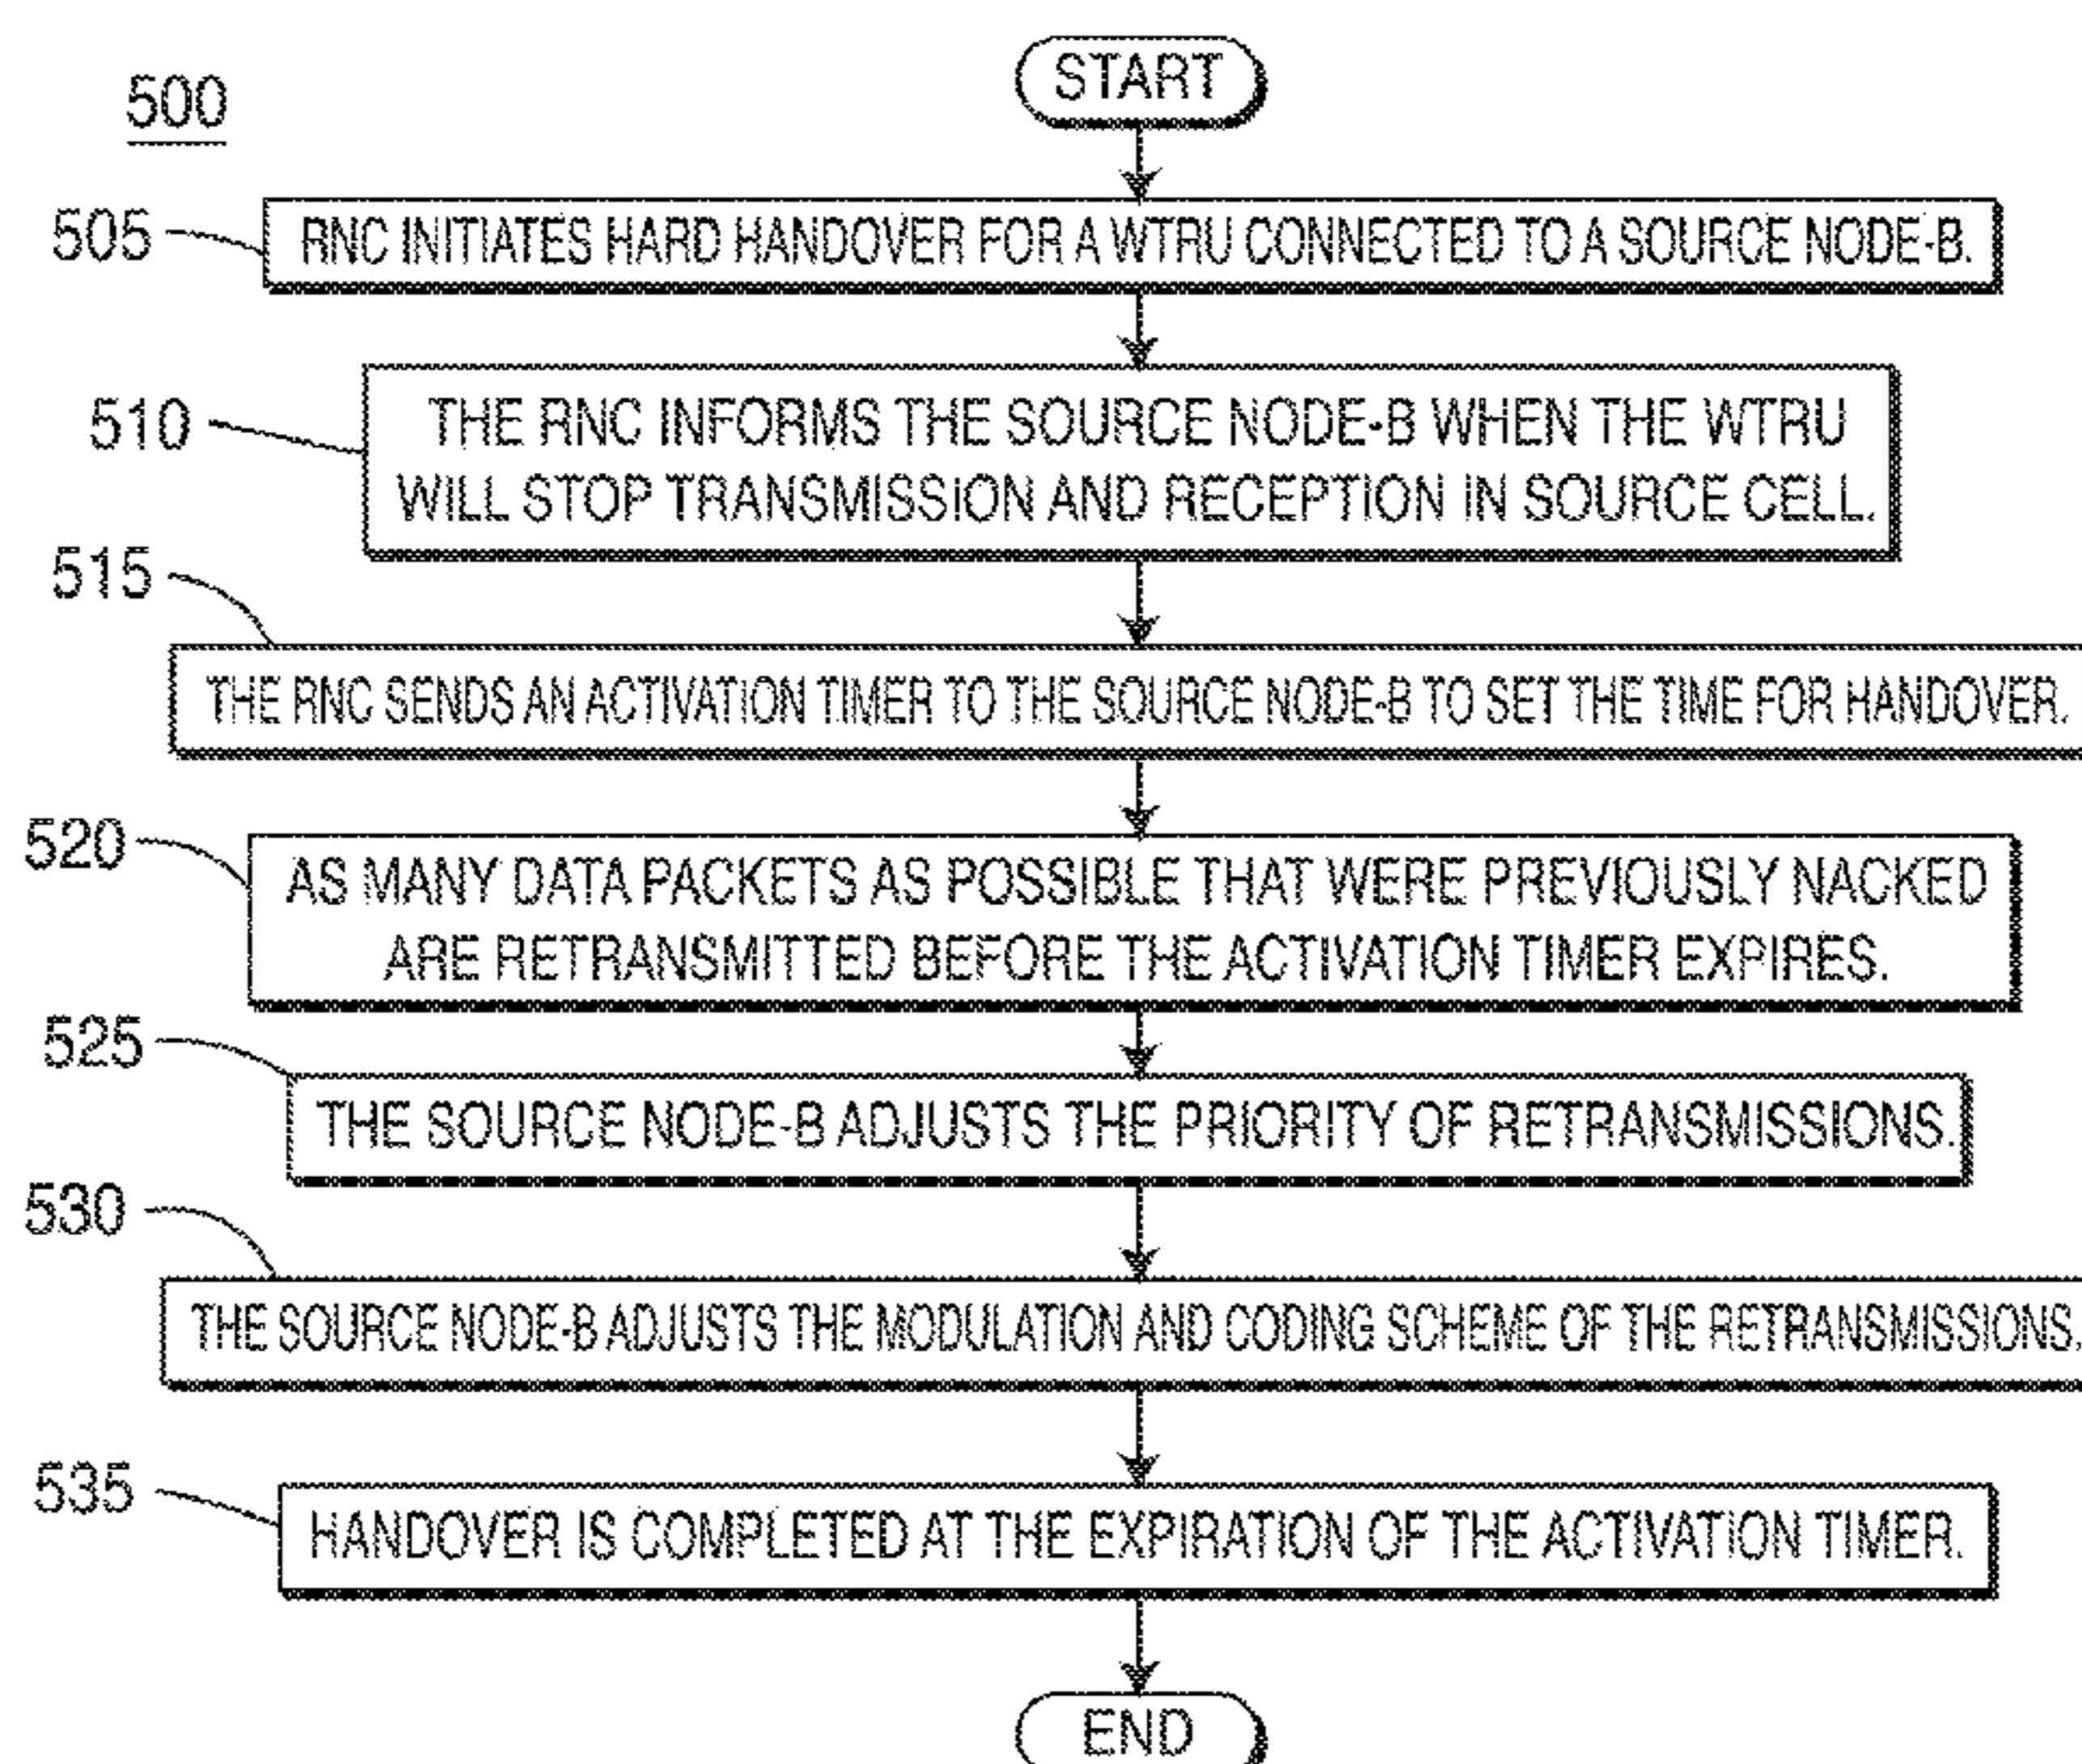 START
500
505
RNC INITIATES HARD HANDOVER FOR A WTRU CONNECTED TO A SOURCE NODE-B.
510
THE RNC INFORMS THE SOURCE NODE-B WHEN THE WTRU
WILL STOP TRANSMISSION AND RECEPTION IN SOURCE CELL.
515
THE RNC SENDS AN ACTIVATION TIMER TO THE SOURCE NODE-B TO SET THE TIME FOR HANDOVER.
520
AS MANY DATA PACKETS AS POSSIBLE THAT WERE PREVIOUSLY NACKED
ARE RETRANSMITTED BEFORE THE ACTIVATION TIMER EXPIRES.
525
THE SOURCE NODE-B ADJUSTS THE PRIORITY OF RETRANSMISSIONS.
530
THE SOURCE NODE-B ADJUSTS THE MODULATION AND CODING SCHEME OF THE RETRANSMISSIONS.
535
HANDOVER IS COMPLETED AT THE EXPIRATION OF THE ACTIVATION TIMER.
END